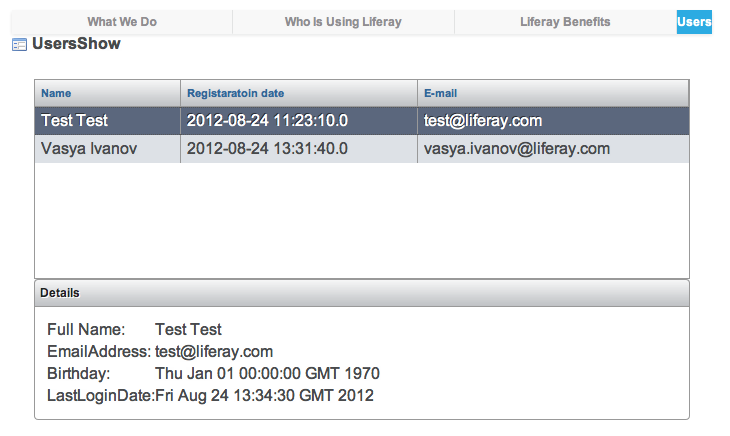 What We Do Who Is Using Liferay Liferay Benefits Users
UsersShow
Name Registaratoin date E-mail
Test Test 2012-08-24 11:23:10.0 test@liferay.com
Vasya Ivanov 2012-08-24 13:31:40.0 vasya.ivanov@liferay.com
Details
Full Name: Test Test
EmailAddress: test@liferay.com
Birthday: Thu Jan 01 00:00:00 GMT 1970
LastLoginDate:Fri Aug 24 13:34:30 GMT 2012